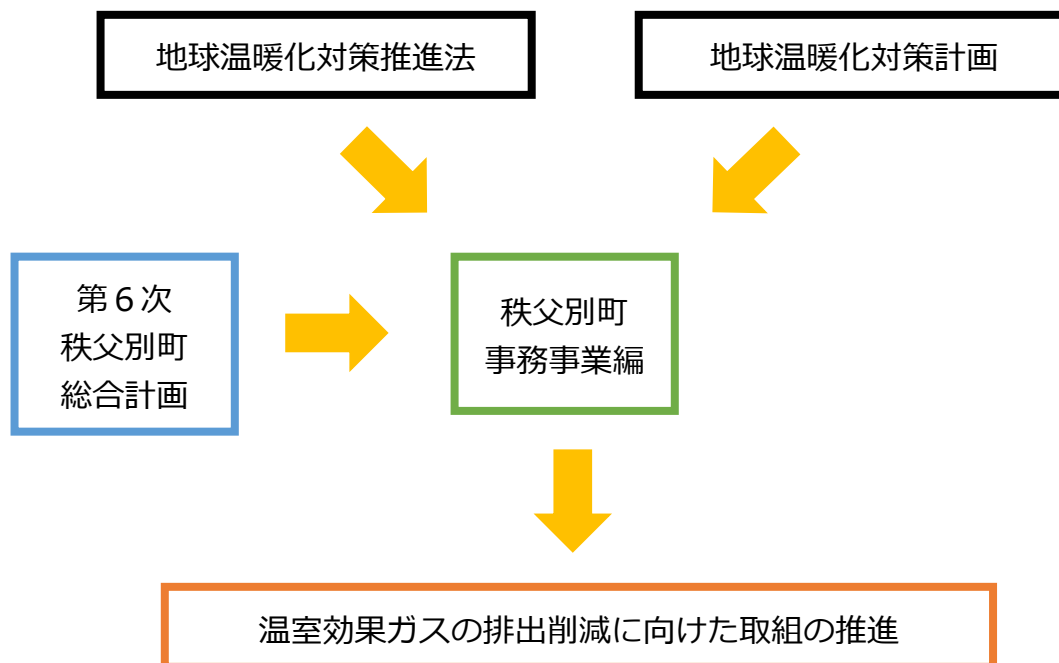 地球温暖化対策推進法
地球温暖化対策計画
第６次
秩父別町
総合計画
秩父別町
事務事業編
温室効果ガスの排出削減に向けた取組の推進